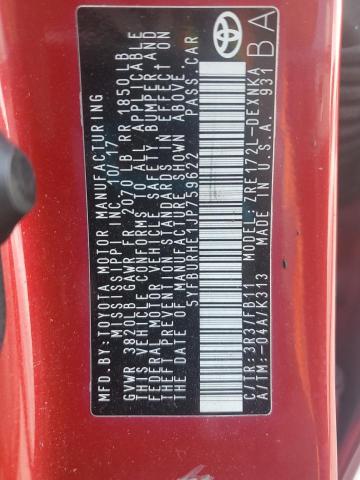 MFD.BY:TOYOTA MOTOR MANUFACTURING
MISSISSIPPI INC. 10/17
GVWR 3820LB GAWR FR 2070 LB RR 1850 LB
THIS VEHICLE CONFORMS TO ALL APPLICABLE
FEDERAL MOTOR VEHICLE SAFETY, BUMPER, AND
THEFT PREVENTION STANDARDS IN EFFECT ON
THE DATE OF MANUFACTURE SHOWN ABOVE.
5YFBURHE1JP759622 PASS.CAR
C/TR:3R3/FB11 MODEL:ZRE172L-DEXNKA
A/TM:-04A/K313 MADE IN U.S.A. 931
BA
TOYOTA